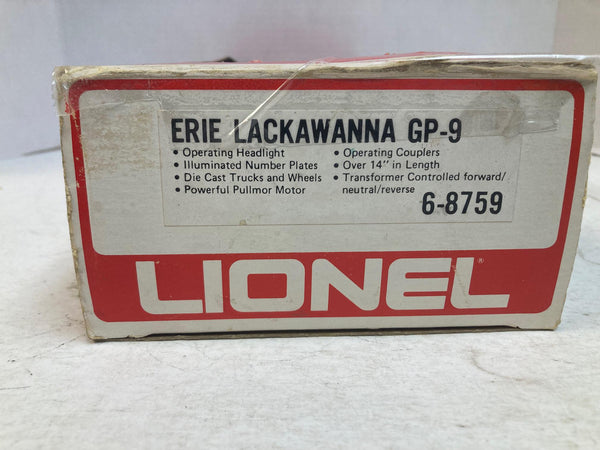 ERIE LACKAWANNA GP-9
• Operating Headlight
• Illuminated Number Plates
• Die Cast Trucks and Wheels
• Powerful Pullmor Motor
• Operating Couplers
• Over 14" in Length
• Transformer Controlled forward/
neutral/reverse
6-8759
LIONEL®